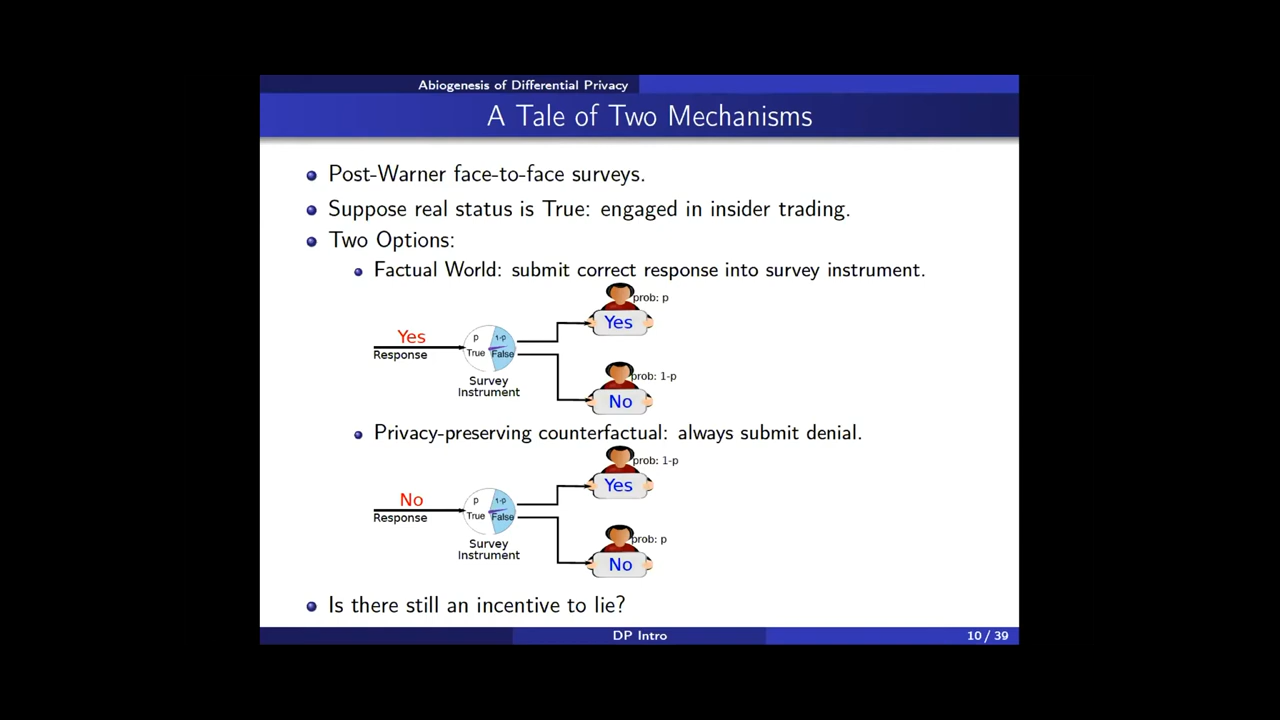 Abiogenesis of Differential Privacy
A Tale of Two Mechanisms
Post-Warner face-to-face surveys.
Suppose real status is True: engaged in insider trading.
Two Options:
Factual World: submit correct response into survey instrument.
prob: p
Yes
Yes
Response
p
1-p
True
False
Survey
Instrument
prob: 1-p
No
Privacy-preserving counterfactual: always submit denial.
prob: 1-p
Yes
No
Response
p
1-p
True
False
Survey
Instrument
prob: p
No
Is there still an incentive to lie?
DP Intro
10 / 39